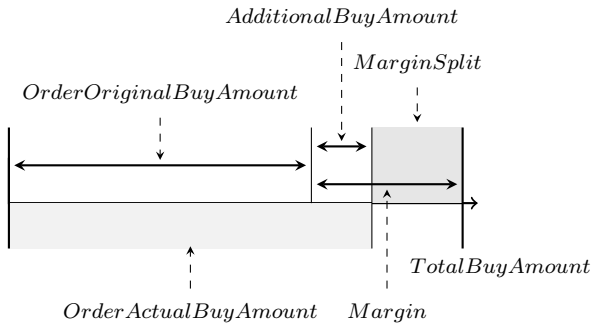 AdditionalBuyAmount
MarginSplit
OrderOriginalBuyAmount
TotalBuyAmount
OrderActualBuyAmount
Margin